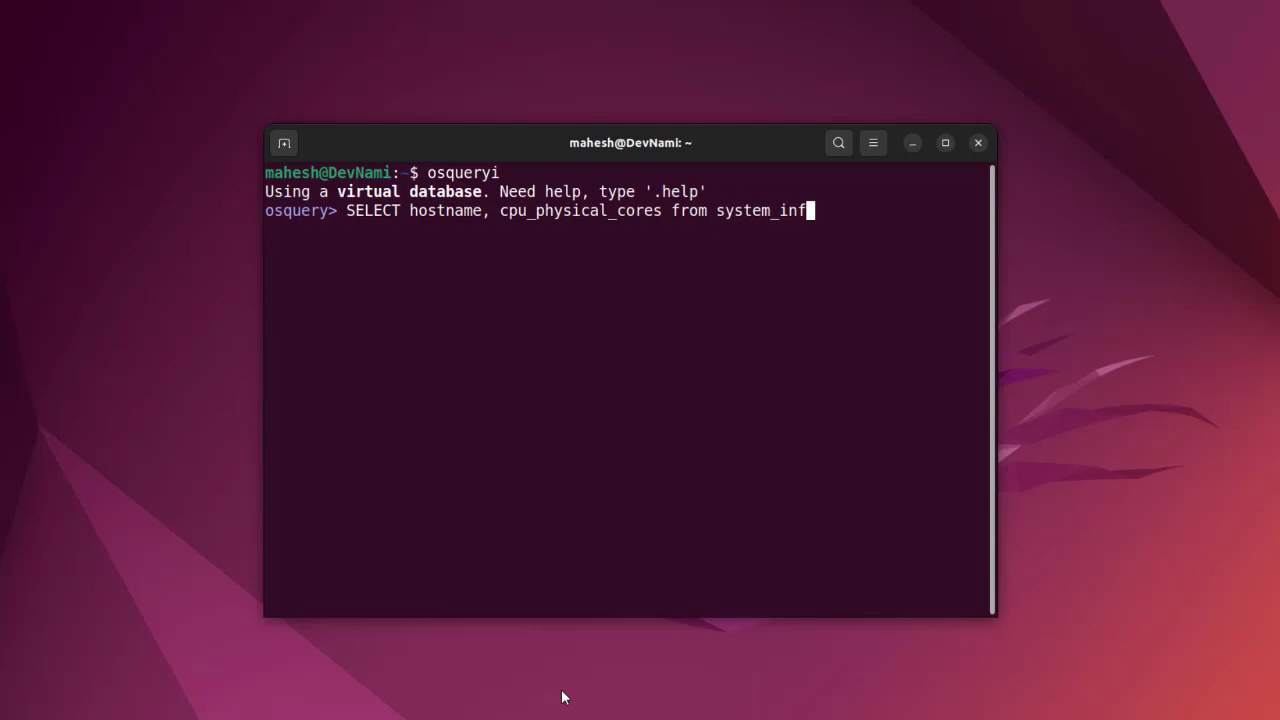 mahesh@DevNami: ~
mahesh@DevNami:~$ osqueryi
Using a virtual database. Need help, type '.help'
osquery> SELECT hostname, cpu_physical_cores from system_inf